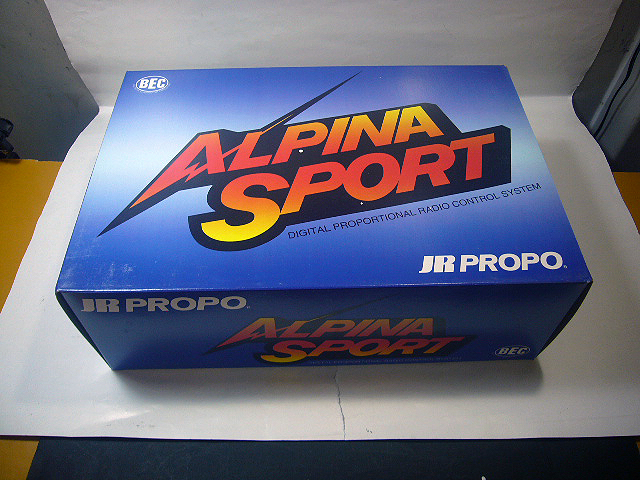 BEC
ALPINA
SPORT
DIGITAL PROPORTIONAL RADIO CONTROL SYSTEM
JR PROPO
JR PROPO
ALPINA
SPORT
BEC